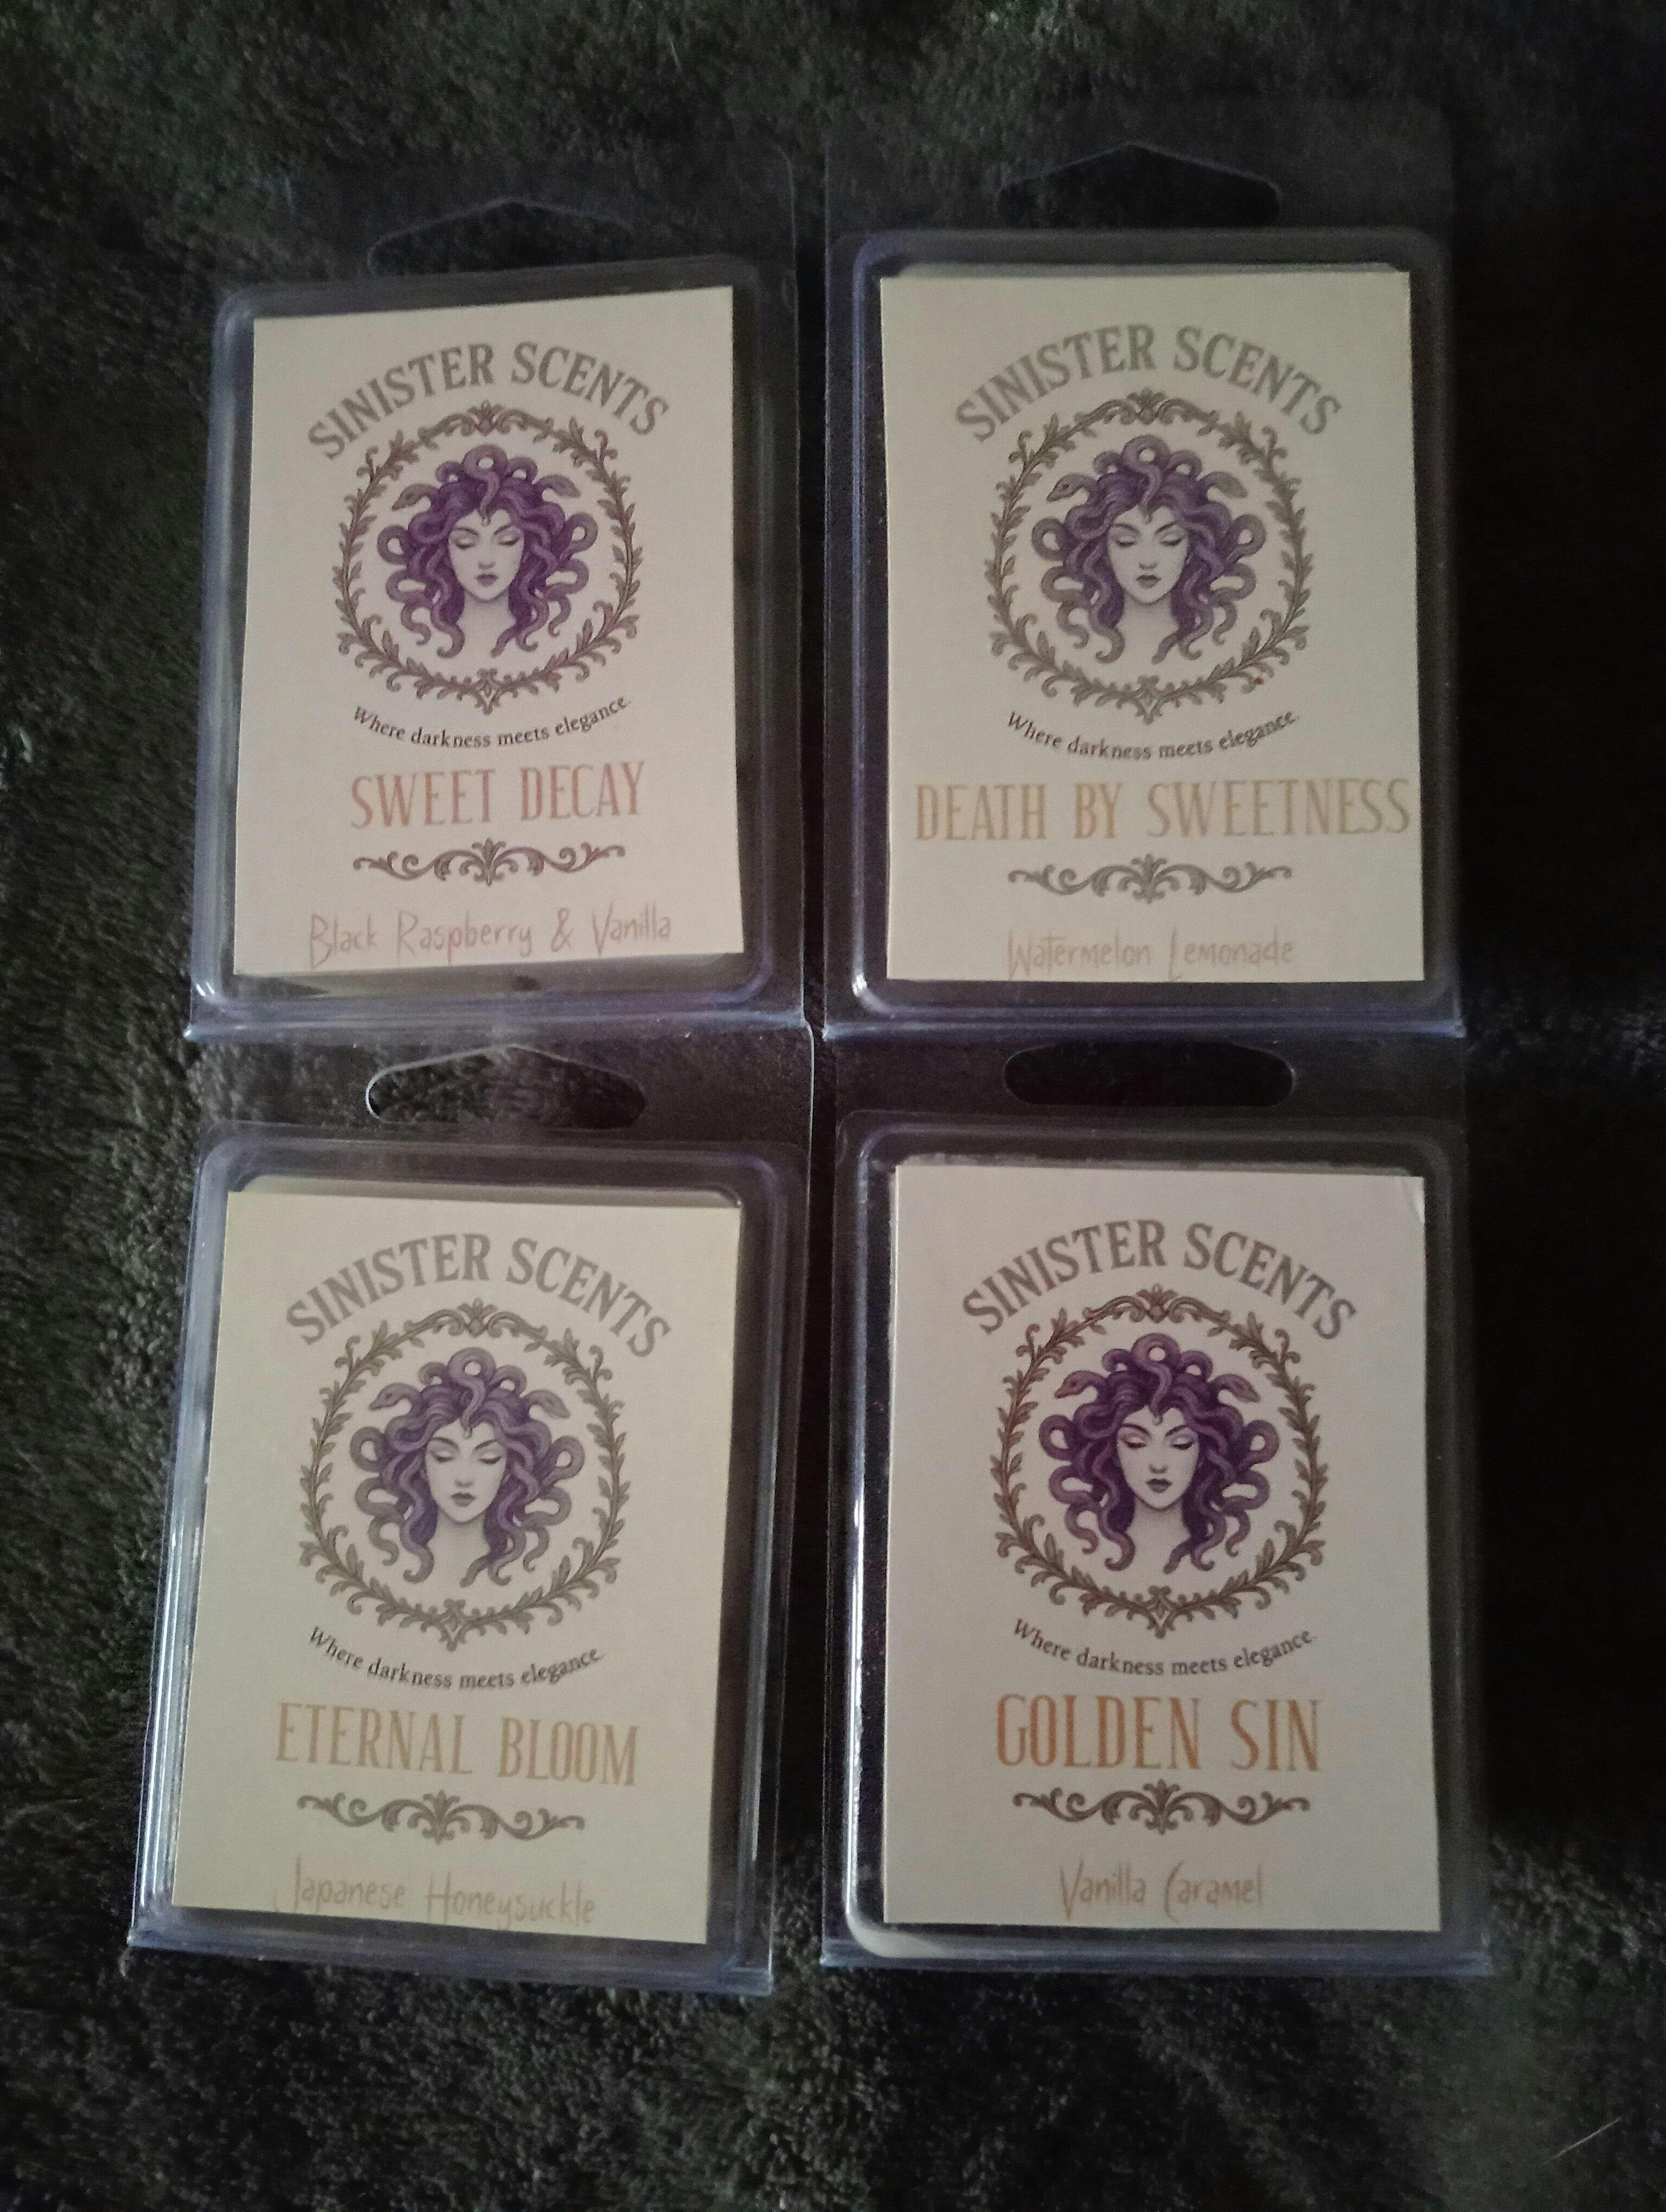 SINISTER SCENTS
Where darkness meets elegance.
SWEET DECAY
Black Raspberry & Vanilla
SINISTER SCENTS
Where darkness meets elegance.
DEATH BY SWEETNESS
Watermelon Lemonade
SINISTER SCENTS
Where darkness meets elegance.
ETERNAL BLOOM
Japanese Honeysuckle
SINISTER SCENTS
Where darkness meets elegance.
GOLDEN SIN
Vanilla Caramel